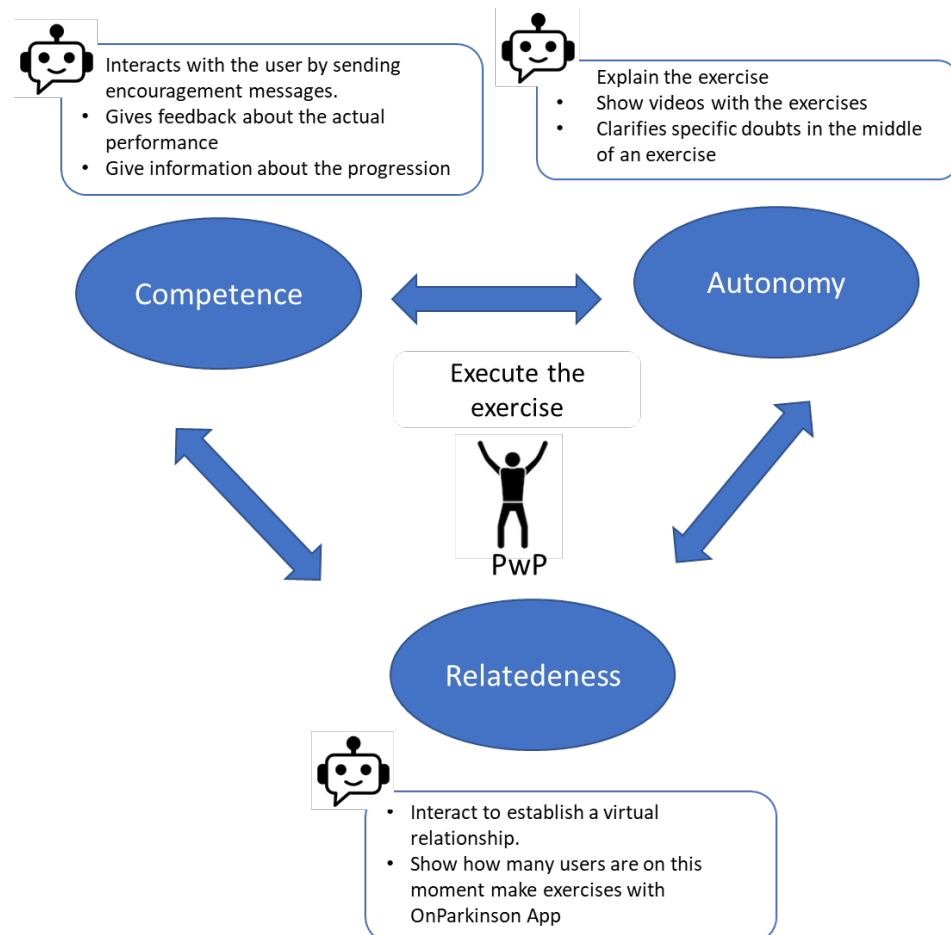 Interacts with the user by sending
encouragement messages.
• Gives feedback about the actual
performance
• Give information about the progression
Explain the exercise
• Show videos with the exercises
• Clarifies specific doubts in the middle
of an exercise
Competence
Autonomy
Execute the
exercise
PwP
Relatedeness
• Interact to establish a virtual
relationship.
• Show how many users are on this
moment make exercises with
OnParkinson App